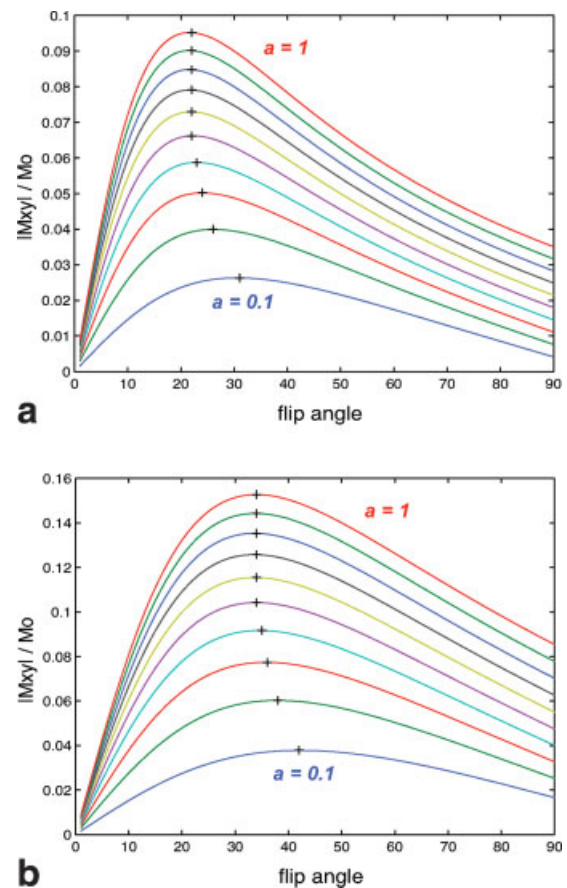 0.1
0.09
0.08
0.07
0.06
0.05
0.04
0.03
0.02
0.01
0
|Mxy| / Mo
a = 1
a = 0.1
0 10 20 30 40 50 60 70 80 90
flip angle
a
0.16
0.14
0.12
0.1
0.08
0.06
0.04
0.02
0
|Mxy| / Mo
a = 1
a = 0.1
0 10 20 30 40 50 60 70 80 90
flip angle
b